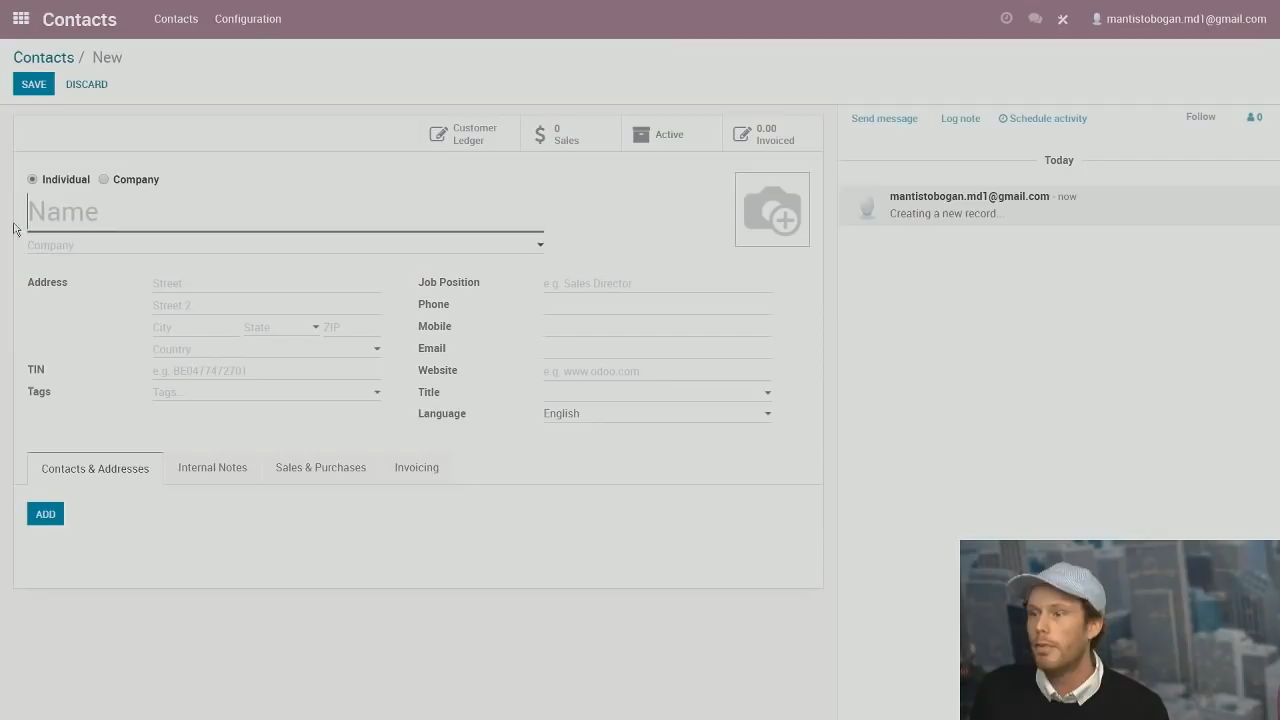 Contacts Contacts Configuration mantistobogan.md1@gmail.com
Contacts / New
SAVE DISCARD
Send message Log note Schedule activity Follow 0
Customer Ledger
$ 0 Sales
Active
0.00 Invoiced
Today
Individual Company
mantistobogan.md1@gmail.com - now
Creating a new record...
Name
Company
Address Street
Street 2
City State ZIP
Country
TIN e.g. BE0477472701
Tags Tags...
Job Position e.g. Sales Director
Phone
Mobile
Email
Website e.g. www.odoo.com
Title
Language English
Contacts & Addresses Internal Notes Sales & Purchases Invoicing
ADD